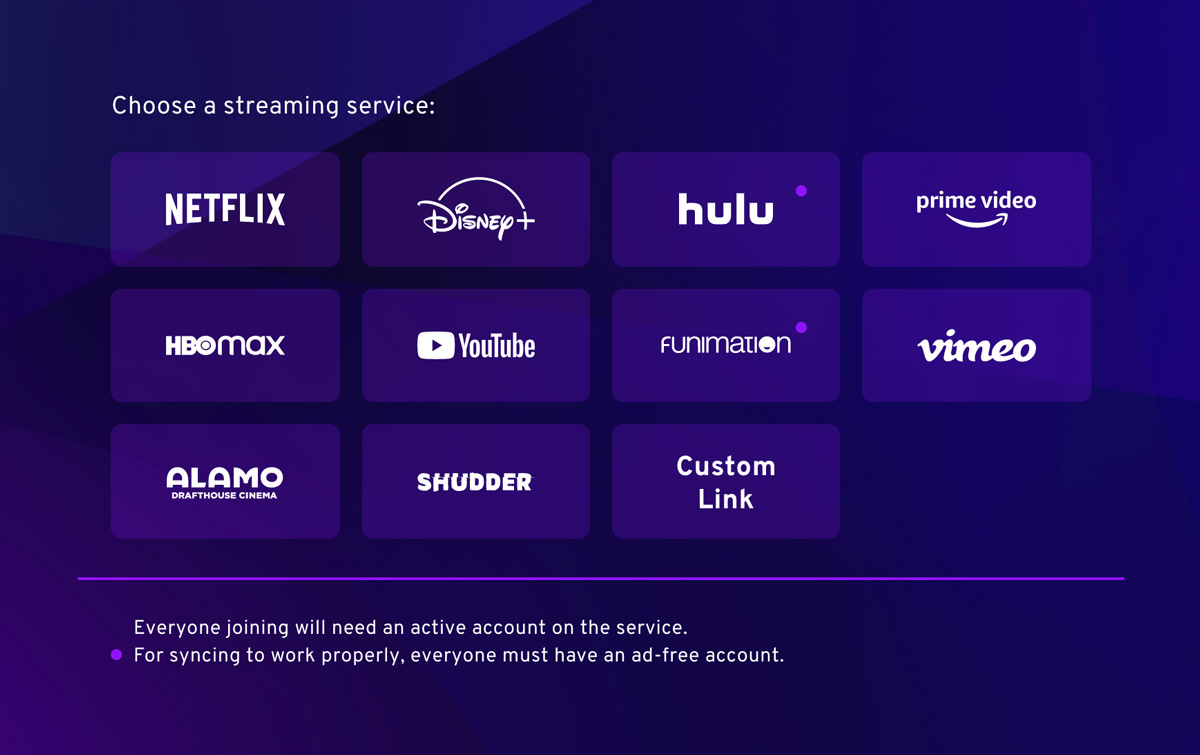 Choose a streaming service:
NETFLIX
Disney+
hulu
prime video
HBOmax
YouTube
FUNIMATION
vimeo
ALAMO
DRAFTHOUSE CINEMA
SHUDDER
Custom
Link
Everyone joining will need an active account on the service.
For syncing to work properly, everyone must have an ad-free account.